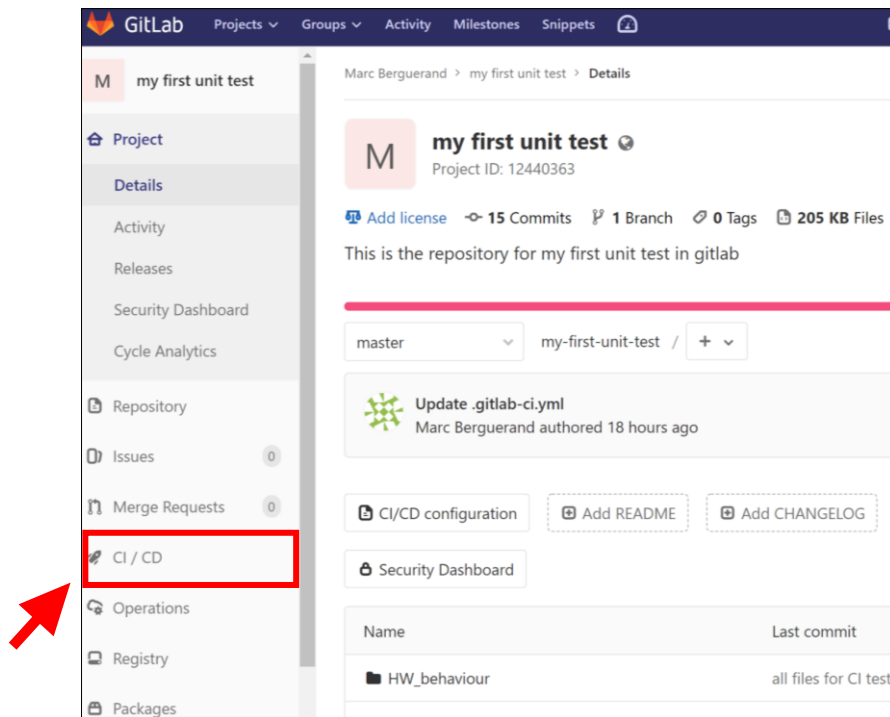 GitLab Projects Groups Activity Milestones Snippets
M my first unit test
Project
Details
Activity
Releases
Security Dashboard
Cycle Analytics
Repository
Issues 0
Merge Requests 0
CI / CD
Operations
Registry
Packages
Marc Berguerand > my first unit test > Details
M
my first unit test
Project ID: 12440363
Add license 15 Commits 1 Branch 0 Tags 205 KB Files
This is the repository for my first unit test in gitlab
master my-first-unit-test / +
Update .gitlab-ci.yml
Marc Berguerand authored 18 hours ago
CI/CD configuration Add README Add CHANGELOG
Security Dashboard
Name Last commit
HW_behaviour all files for CI test